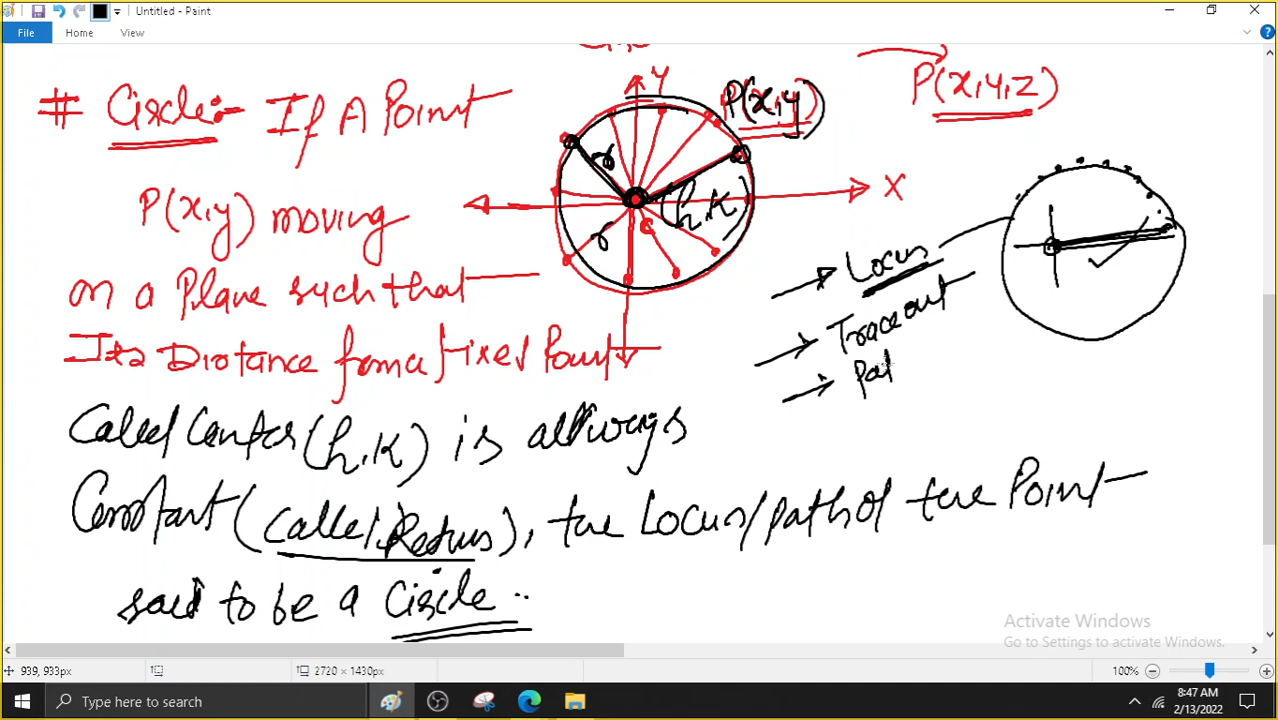 Untitled - Paint
File Home View
# Circle:- If A Point
P(x,y) moving
on a Plane such that
Its Distance from a fixed Point
Called Center (h,K) is allways
Constant (called Redius), the Locus/path of the Point
said to be a Circle..
Y
P(x,y)
P(x,y,z)
r
(h,K)
X
C
r
Locus
Trace out
Pat
Activate Windows
Go to Settings to activate Windows.
939, 933px 2720 × 1430px 100%
Type here to search
8:47 AM
2/13/2022